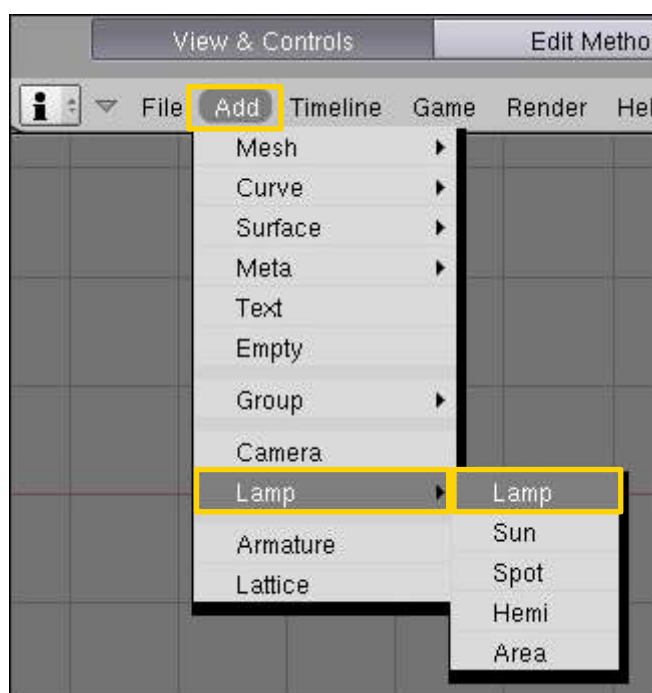 View & Controls Edit Metho
File Add Timeline Game Render Hel
Mesh
Curve
Surface
Meta
Text
Empty
Group
Camera
Lamp Lamp
Sun
Armature
Spot
Lattice
Hemi
Area